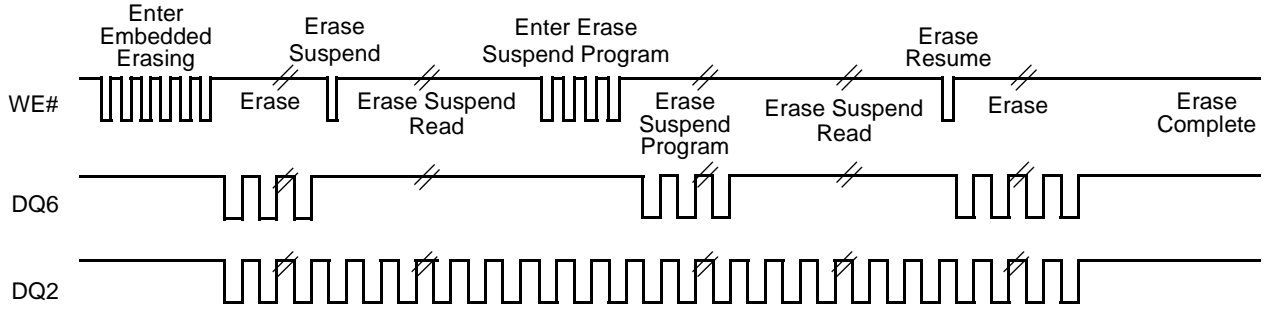 Enter
Embedded
Erasing
Erase
Suspend
Enter Erase
Suspend Program
Erase
Resume
WE#
Erase
Erase Suspend
Read
Erase
Suspend
Program
Erase Suspend
Read
Erase
Erase
Complete
DQ6
DQ2